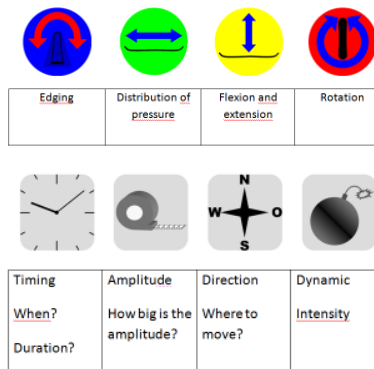 Edging
Distribution of
pressure
Flexion and
extension
Rotation
N
W O
S
Timing
When?
Duration?
Amplitude
How big is the
amplitude?
Direction
Where to
move?
Dynamic
Intensity